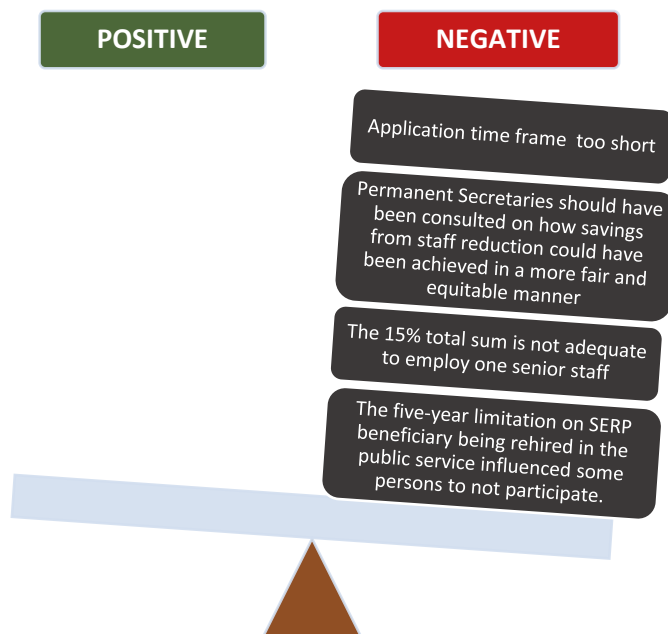 POSITIVE
NEGATIVE
Application time frame too short
Permanent Secretaries should have
been consulted on how savings
from staff reduction could have
been achieved in a more fair and
equitable manner
The 15% total sum is not adequate
to employ one senior staff
The five-year limitation on SERP
beneficiary being rehired in the
public service influenced some
persons to not participate.